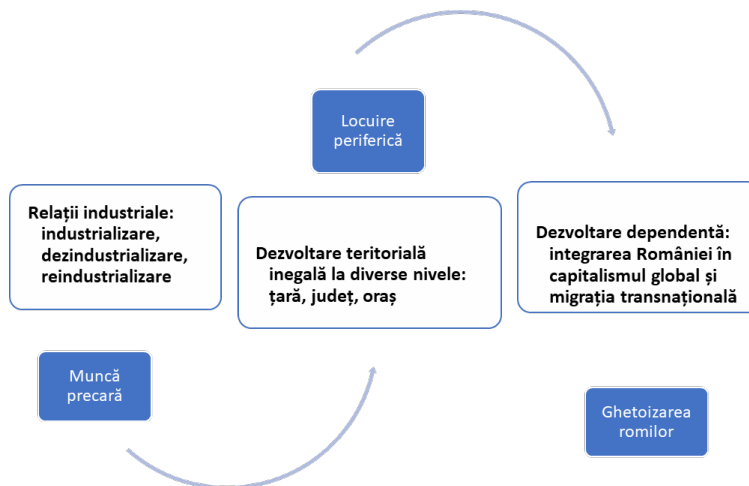 Locuire
periferică
Relații industriale:
industrializare,
dezindustrializare,
reindustrializare
Dezvoltare teritorială
inegală la diverse nivele:
țară, județ, oraș
Dezvoltare dependentă:
integrarea României în
capitalismul global și
migrația transnațională
Muncă
precară
Ghetoizarea
romilor